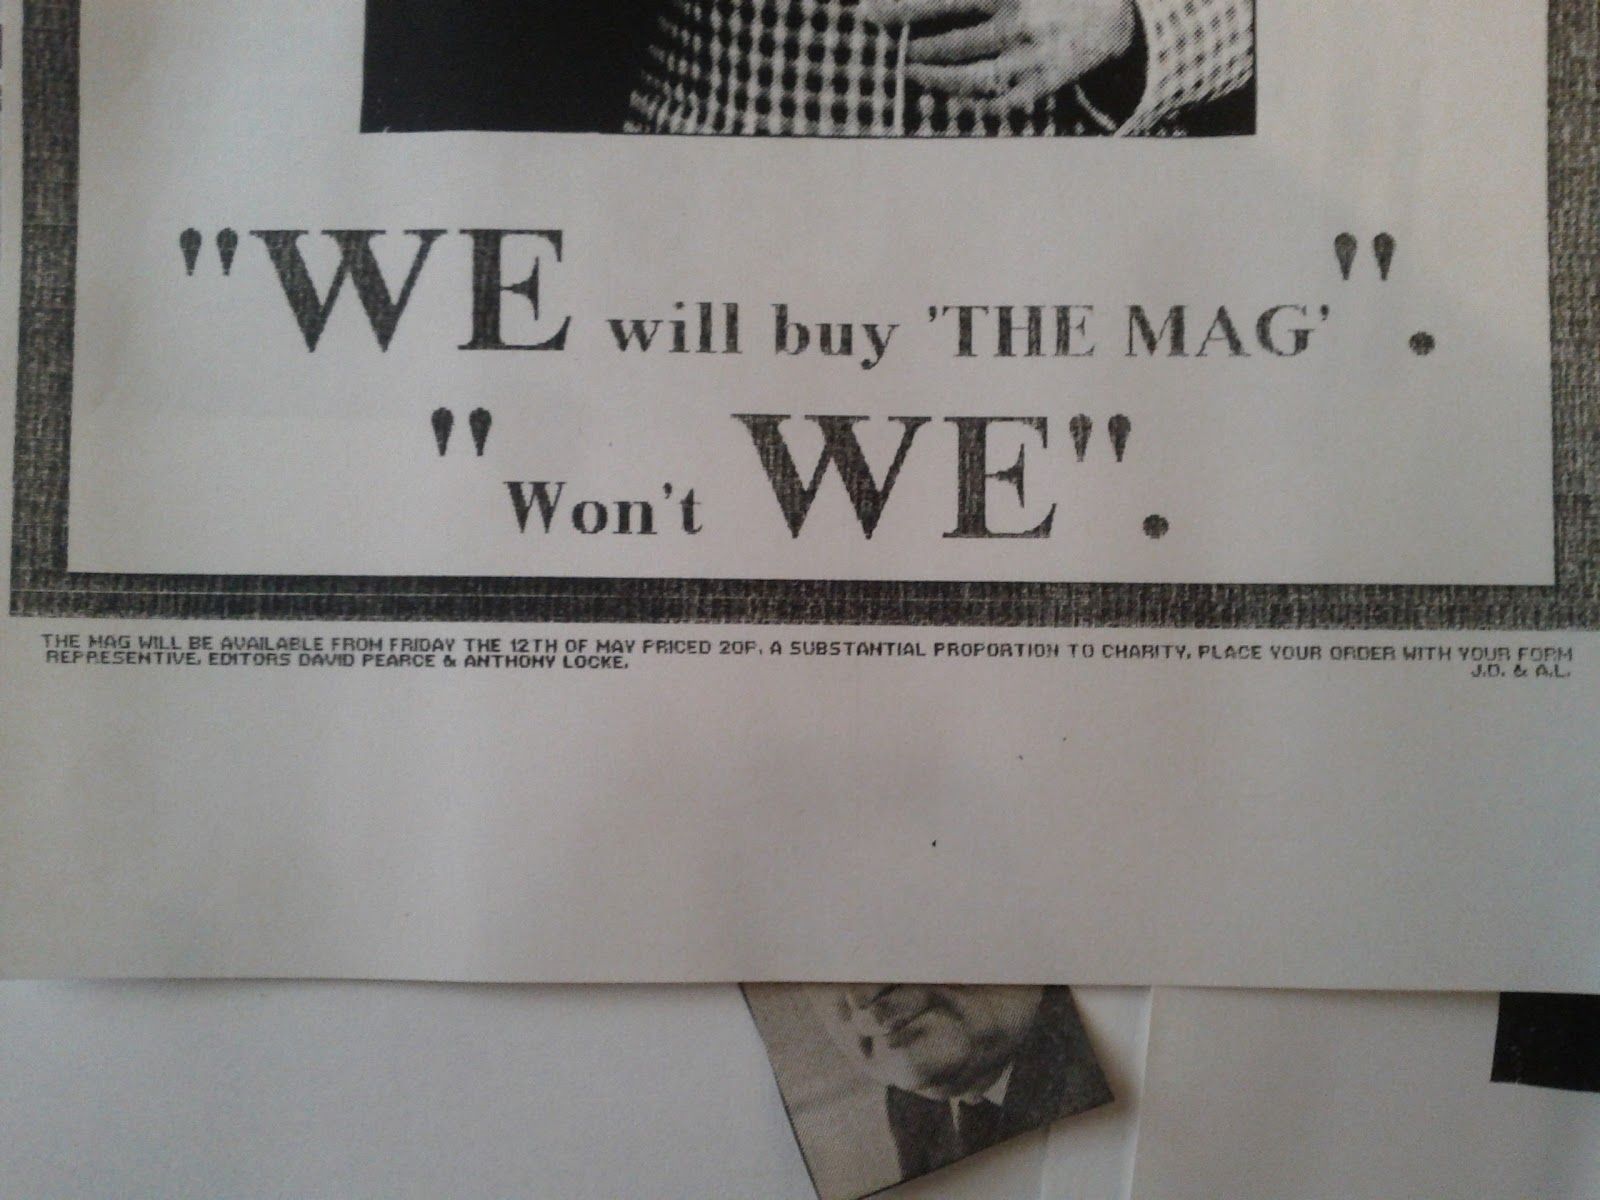 "WE will buy 'THE MAG'".
"Won't WE".
THE MAG WILL BE AVAILABLE FROM FRIDAY THE 12TH OF MAY PRICED 20P. A SUBSTANTIAL PROPORTION TO CHARITY. PLACE YOUR ORDER WITH YOUR FORM
REPRESENTIVE. EDITORS DAVID PEARCE & ANTHONY LOCKE.
J.D. & A.L.